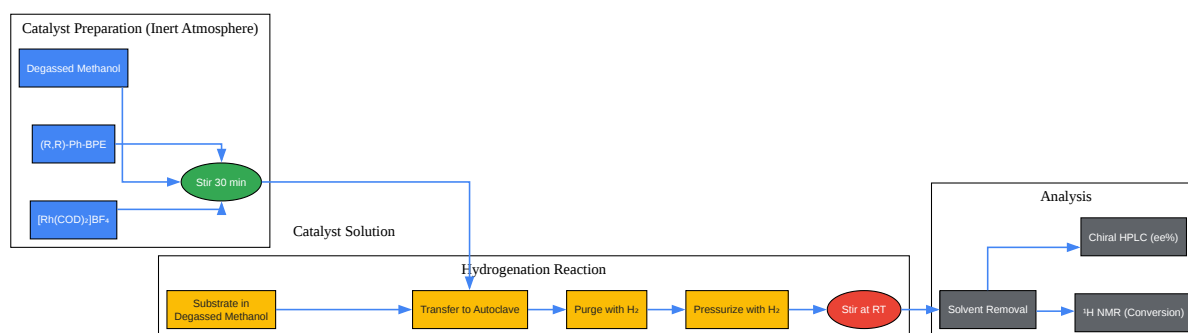 Catalyst Preparation (Inert Atmosphere)
Degassed Methanol
(R,R)-Ph-BPE
Stir 30 min
[Rh(COD)₂]BF₄
Catalyst Solution
Hydrogenation Reaction
Substrate in
Degassed Methanol
Transfer to Autoclave
Purge with H₂
Pressurize with H₂
Stir at RT
Analysis
Chiral HPLC (ee%)
Solvent Removal
¹H NMR (Conversion)